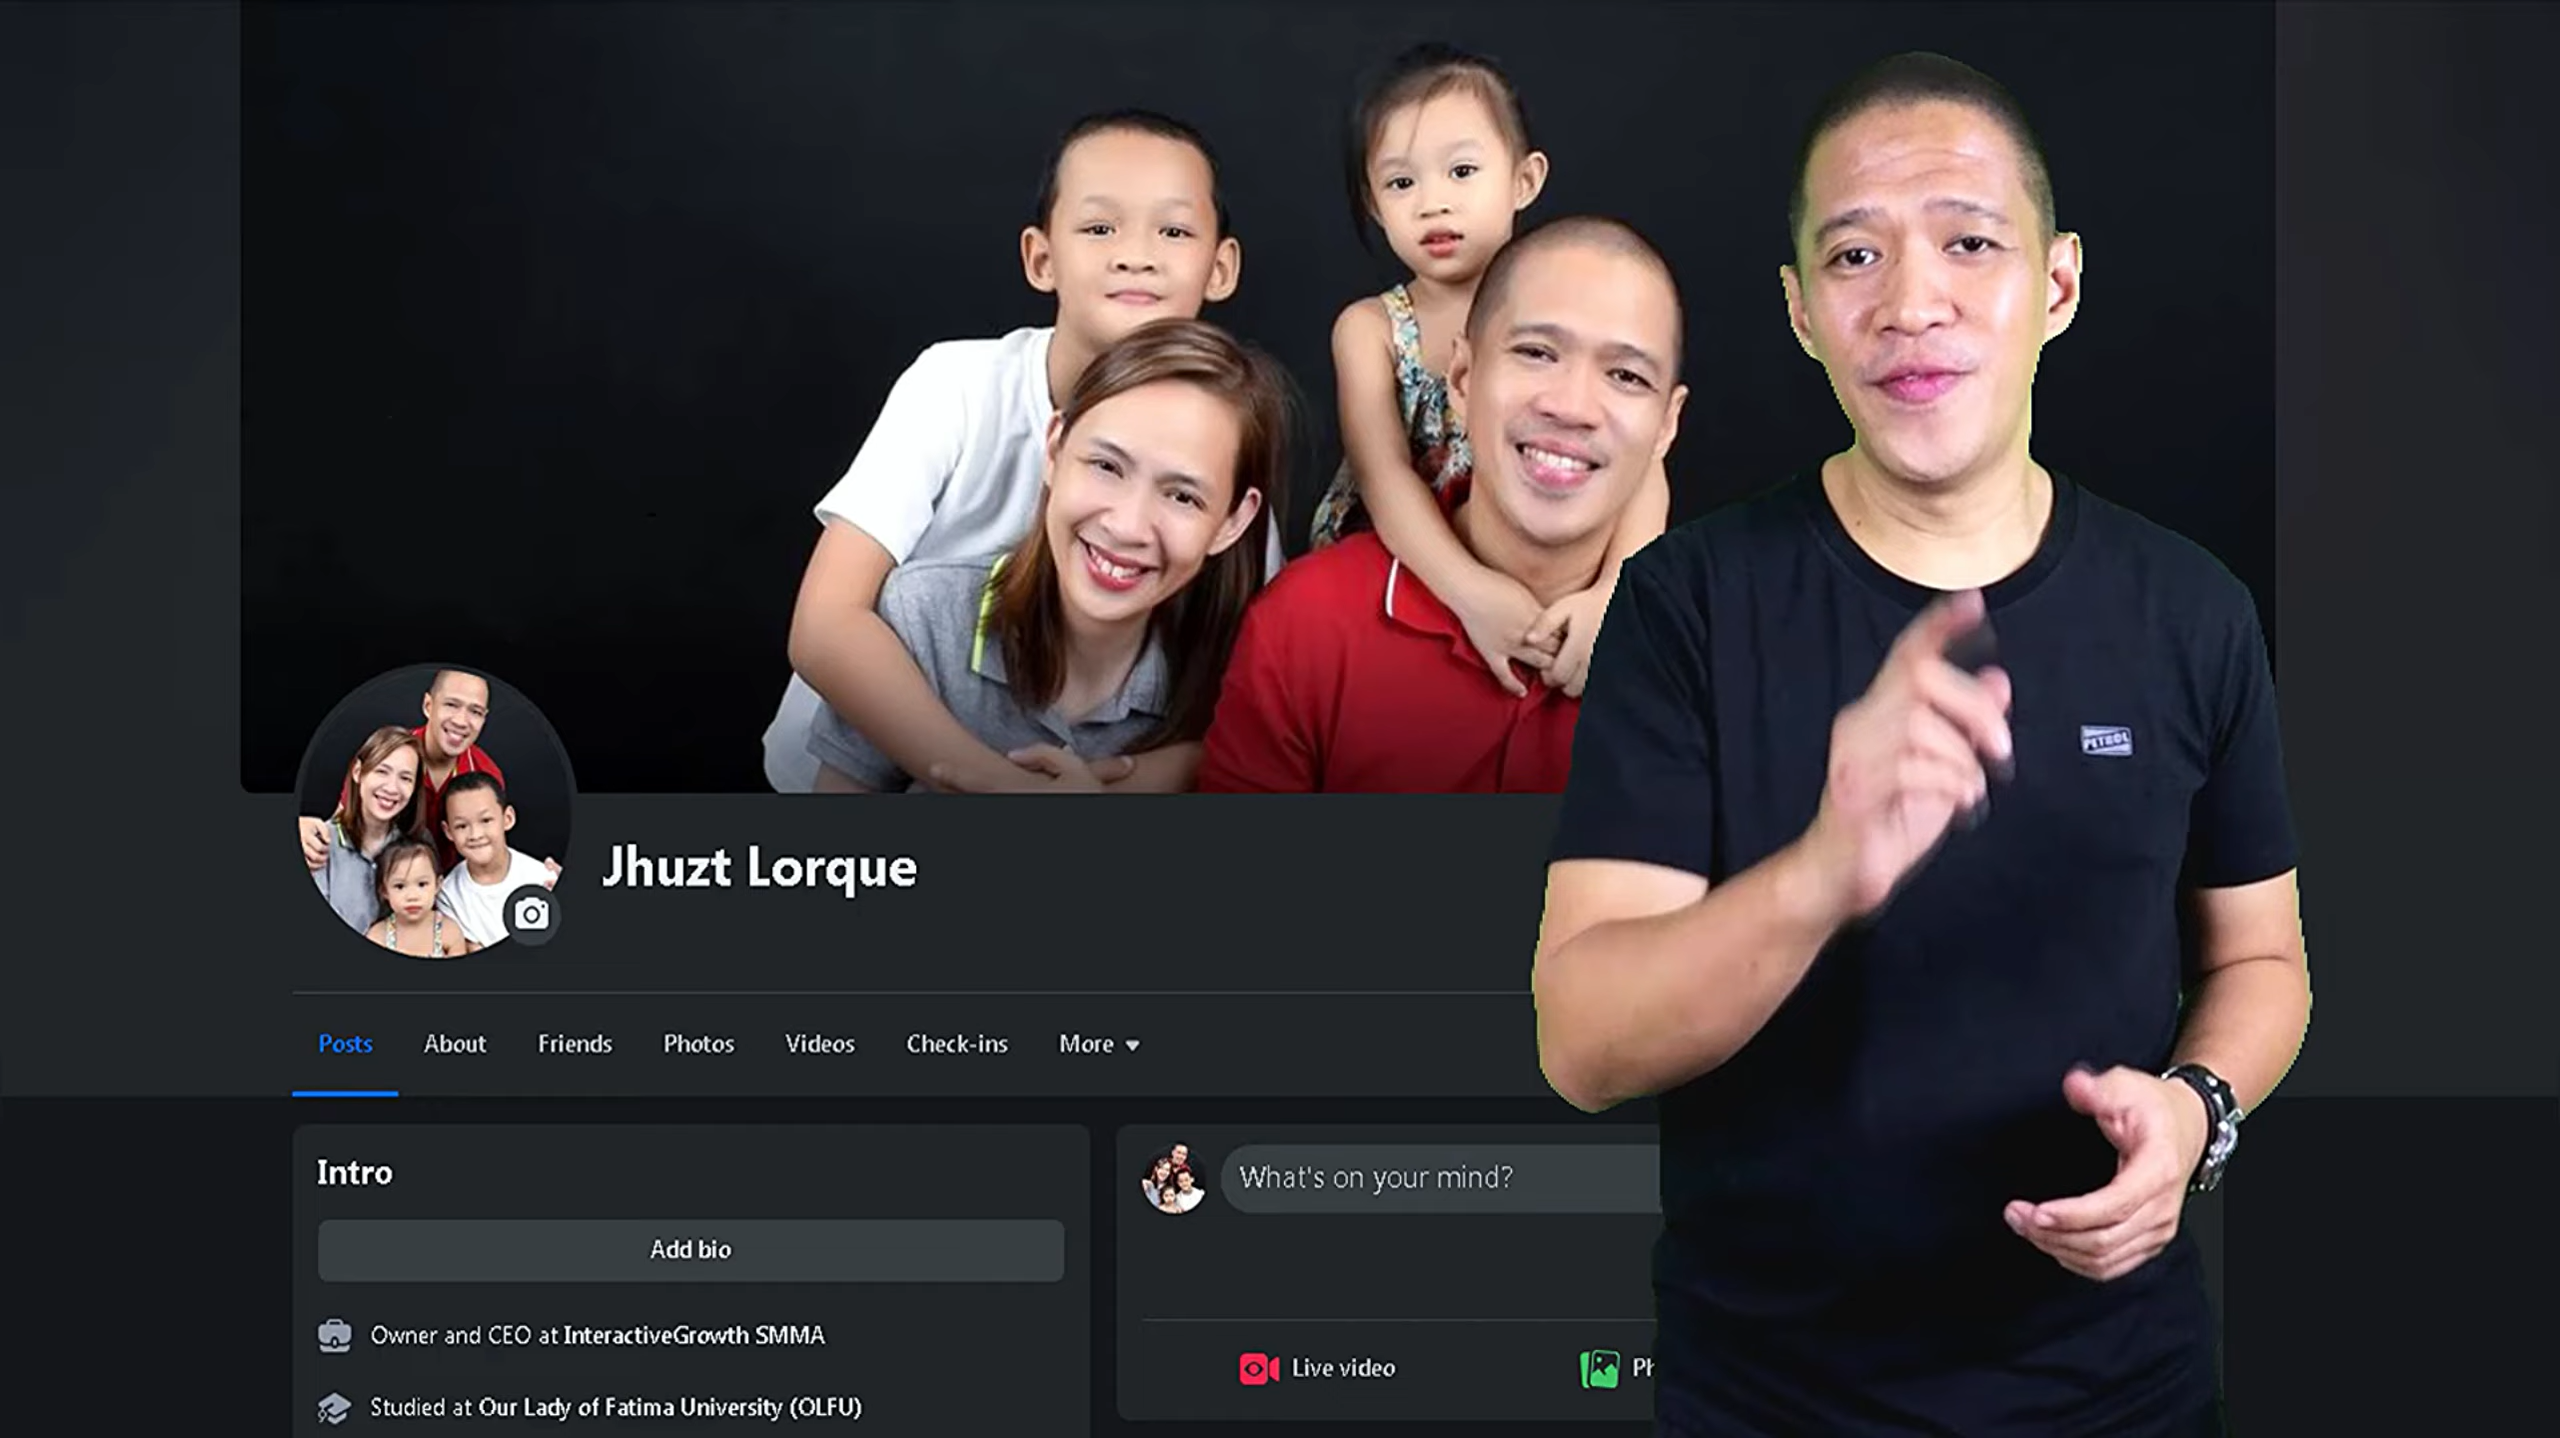 PETROL
Jhuzt Lorque
Posts About Friends Photos Videos Check-ins More
Intro
Add bio
Owner and CEO at InteractiveGrowth SMMA
Studied at Our Lady of Fatima University (OLFU)
What's on your mind?
Live video